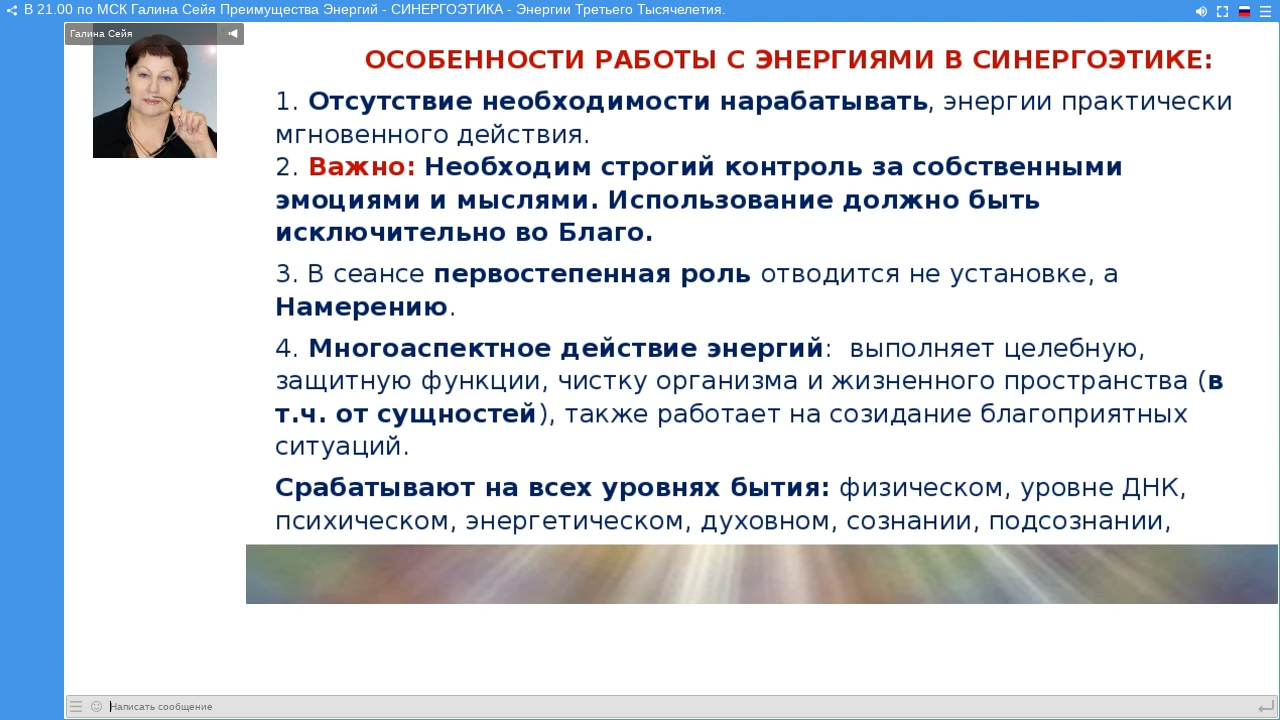 В 21.00 по МСК Галина Сейя Преимущества Энергий - СИНЕРГОЭТИКА - Энергии Третьего Тысячелетия.
Галина Сейя
ОСОБЕННОСТИ РАБОТЫ С ЭНЕРГИЯМИ В СИНЕРГОЭТИКЕ:
1. Отсутствие необходимости нарабатывать, энергии практически
мгновенного действия.
2. Важно: Необходим строгий контроль за собственными
эмоциями и мыслями. Использование должно быть
исключительно во Благо.
3. В сеансе первостепенная роль отводится не установке, а
Намерению.
4. Многоаспектное действие энергий:  выполняет целебную,
защитную функции, чистку организма и жизненного пространства (в
т.ч. от сущностей), также работает на созидание благоприятных
ситуаций.
Срабатывают на всех уровнях бытия: физическом, уровне ДНК,
психическом, энергетическом, духовном, сознании, подсознании,
Написать сообщение